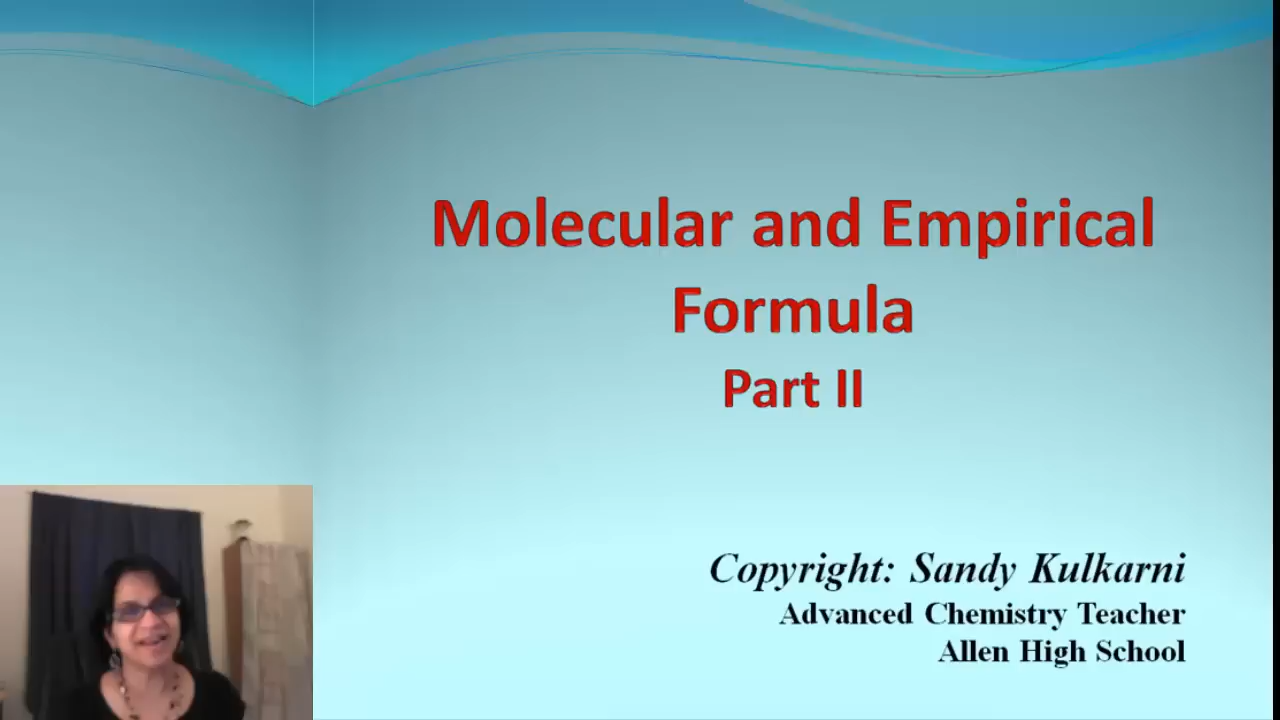 Molecular and Empirical
Formula
Part II
Copyright: Sandy Kulkarni
Advanced Chemistry Teacher
Allen High School